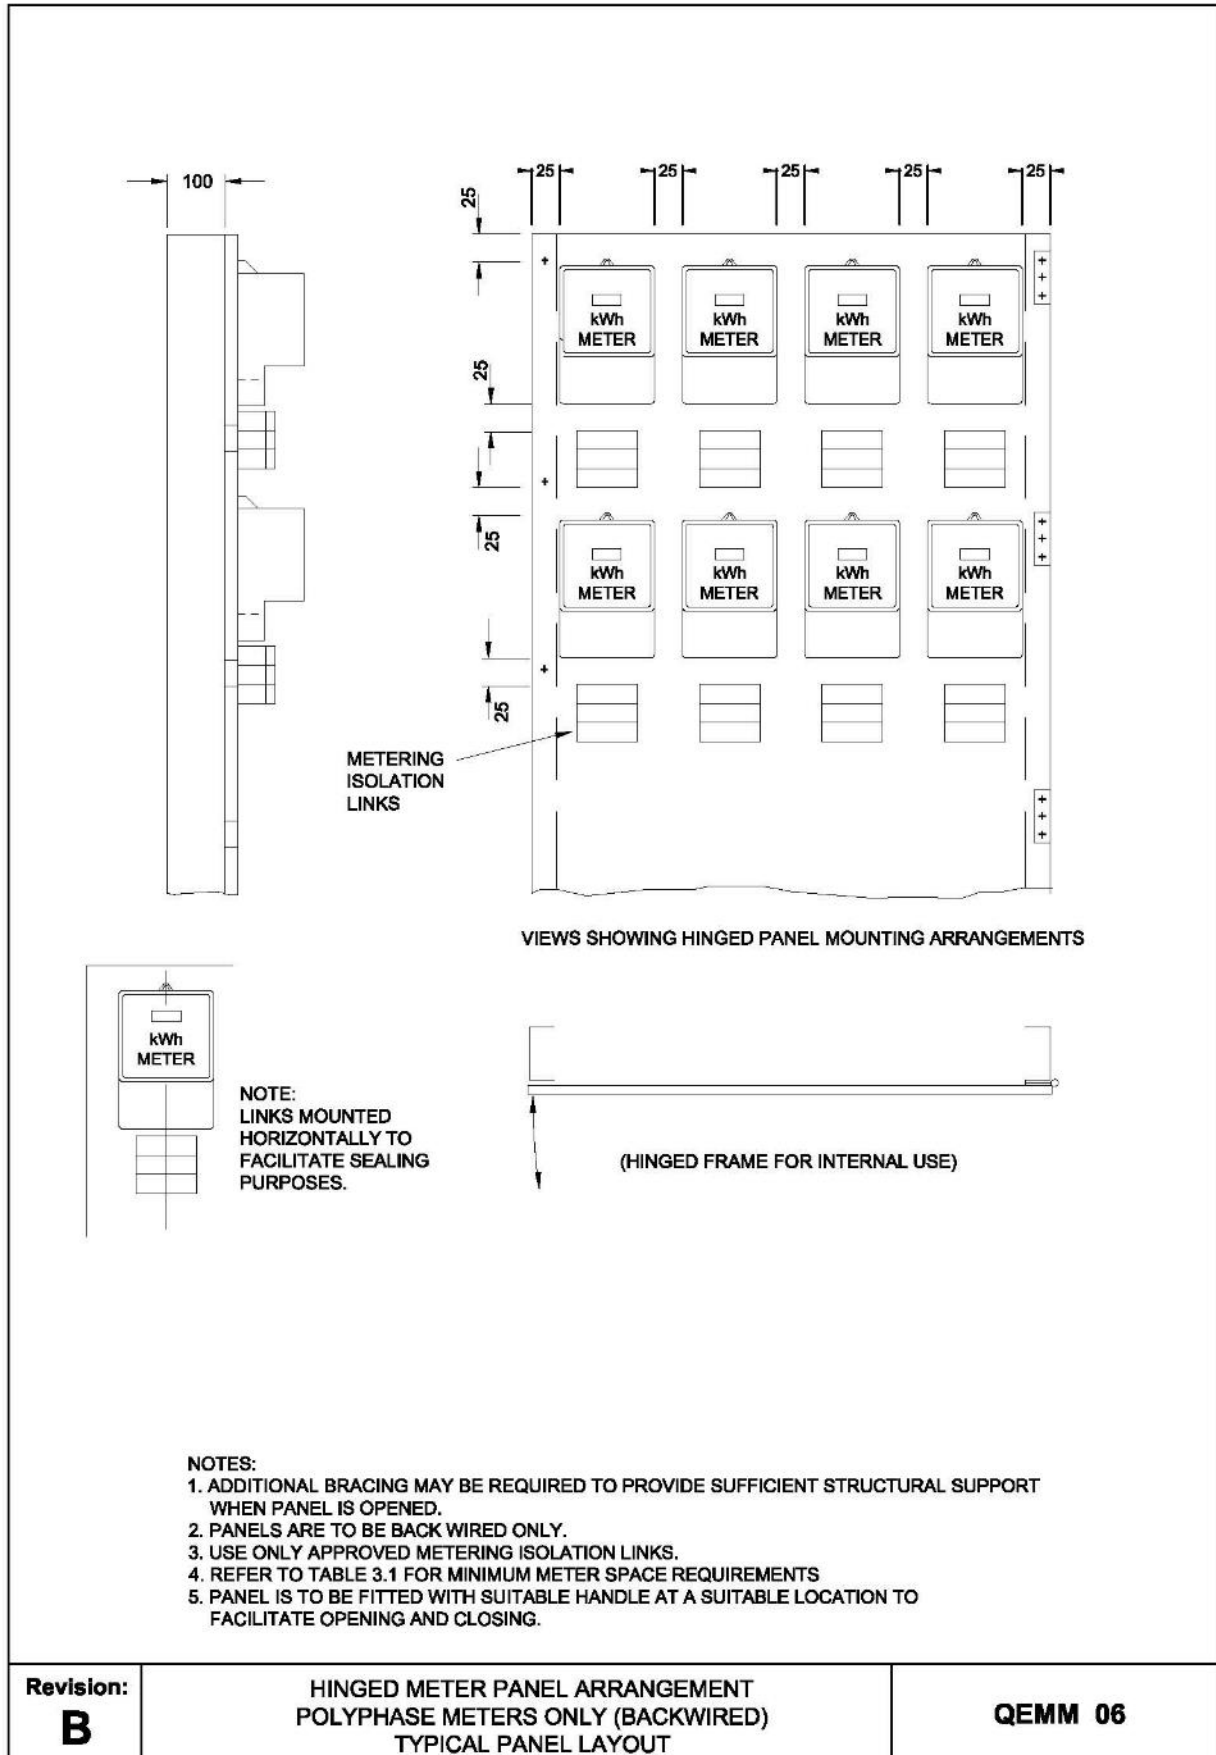 100
25 25 25 25 25
25
kWh METER kWh METER kWh METER kWh METER
25
25
kWh METER kWh METER kWh METER kWh METER
25
METERING
ISOLATION
LINKS
VIEWS SHOWING HINGED PANEL MOUNTING ARRANGEMENTS
kWh
METER
NOTE:
LINKS MOUNTED
HORIZONTALLY TO
FACILITATE SEALING
PURPOSES.
(HINGED FRAME FOR INTERNAL USE)
NOTES:
1. ADDITIONAL BRACING MAY BE REQUIRED TO PROVIDE SUFFICIENT STRUCTURAL SUPPORT
WHEN PANEL IS OPENED.
2. PANELS ARE TO BE BACK WIRED ONLY.
3. USE ONLY APPROVED METERING ISOLATION LINKS.
4. REFER TO TABLE 3.1 FOR MINIMUM METER SPACE REQUIREMENTS
5. PANEL IS TO BE FITTED WITH SUITABLE HANDLE AT A SUITABLE LOCATION TO
FACILITATE OPENING AND CLOSING.
Revision:
B
HINGED METER PANEL ARRANGEMENT
POLYPHASE METERS ONLY (BACKWIRED)
TYPICAL PANEL LAYOUT
QEMM 06